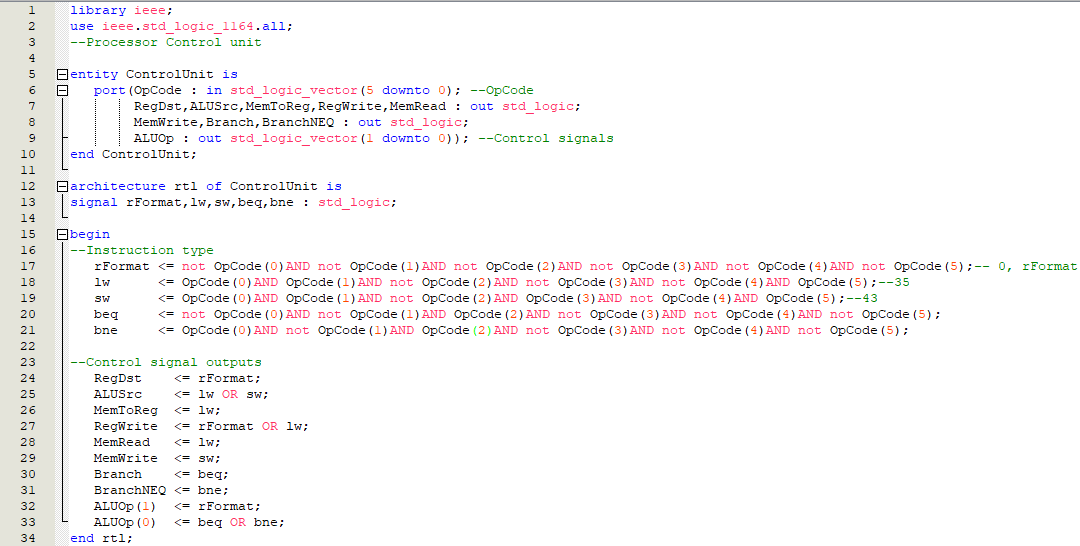 1 library ieee;
2 use ieee.std_logic_1164.all;
3 --Processor Control unit
4
5 entity ControlUnit is
6 port(OpCode : in std_logic_vector(5 downto 0); --OpCode
7 RegDst,ALUSrc,MemToReg,RegWrite,MemRead : out std_logic;
8 MemWrite,Branch,BranchNEQ : out std_logic;
9 ALUOp : out std_logic_vector(1 downto 0)); --Control signals
10 end ControlUnit;
11
12 architecture rtl of ControlUnit is
13 signal rFormat,lw,sw,beq,bne : std_logic;
14
15 begin
16 --Instruction type
17 rFormat <= not OpCode(0)AND not OpCode(1)AND not OpCode(2)AND not OpCode(3)AND not OpCode(4)AND not OpCode(5);-- 0, rFormat
18 lw <= OpCode(0)AND OpCode(1)AND not OpCode(2)AND not OpCode(3)AND not OpCode(4)AND OpCode(5);--35
19 sw <= OpCode(0)AND OpCode(1)AND not OpCode(2)AND OpCode(3)AND not OpCode(4)AND OpCode(5);--43
20 beq <= not OpCode(0)AND not OpCode(1)AND OpCode(2)AND not OpCode(3)AND not OpCode(4)AND not OpCode(5);
21 bne <= OpCode(0)AND not OpCode(1)AND OpCode(2)AND not OpCode(3)AND not OpCode(4)AND not OpCode(5);
22
23 --Control signal outputs
24 RegDst <= rFormat;
25 ALUSrc <= lw OR sw;
26 MemToReg <= lw;
27 RegWrite <= rFormat OR lw;
28 MemRead <= lw;
29 MemWrite <= sw;
30 Branch <= beq;
31 BranchNEQ <= bne;
32 ALUOp(1) <= rFormat;
33 ALUOp(0) <= beq OR bne;
34 end rtl;